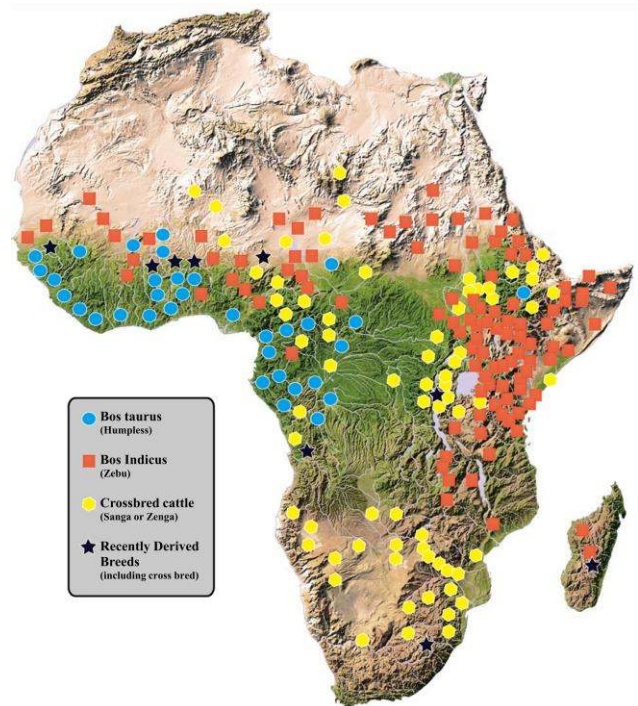 Bos taurus
(Humpless)
Bos Indicus
(Zebu)
Crossbred cattle
(Sanga or Zenga)
Recently Derived
Breeds
(including cross bred)